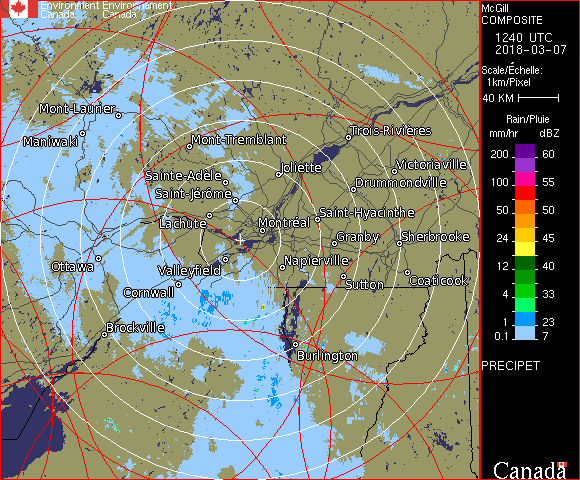 Environment Environnement
Canada Canada
McGill
COMPOSITE
1240 UTC
2018-03-07
Scale/Échelle:
1km/Pixel
40 KM
Rain/Pluie
mm/hr dBZ
200 60
150 55
100 55
50 50
24 45
12 40
4 33
1 23
0.1 7
PRECIPET
Canada
Mont-Laurier
Maniwaki
Mont-Tremblant
Trois-Rivières
Sainte-Adèle
Joliette
Victoriaville
Saint-Jérôme
Drummondville
Lachute
Montréal
Saint-Hyacinthe
Granby
Sherbrooke
Ottawa
Valleyfield
Napierville
Cornwall
Sutton
Coaticook
Brockville
Burlington